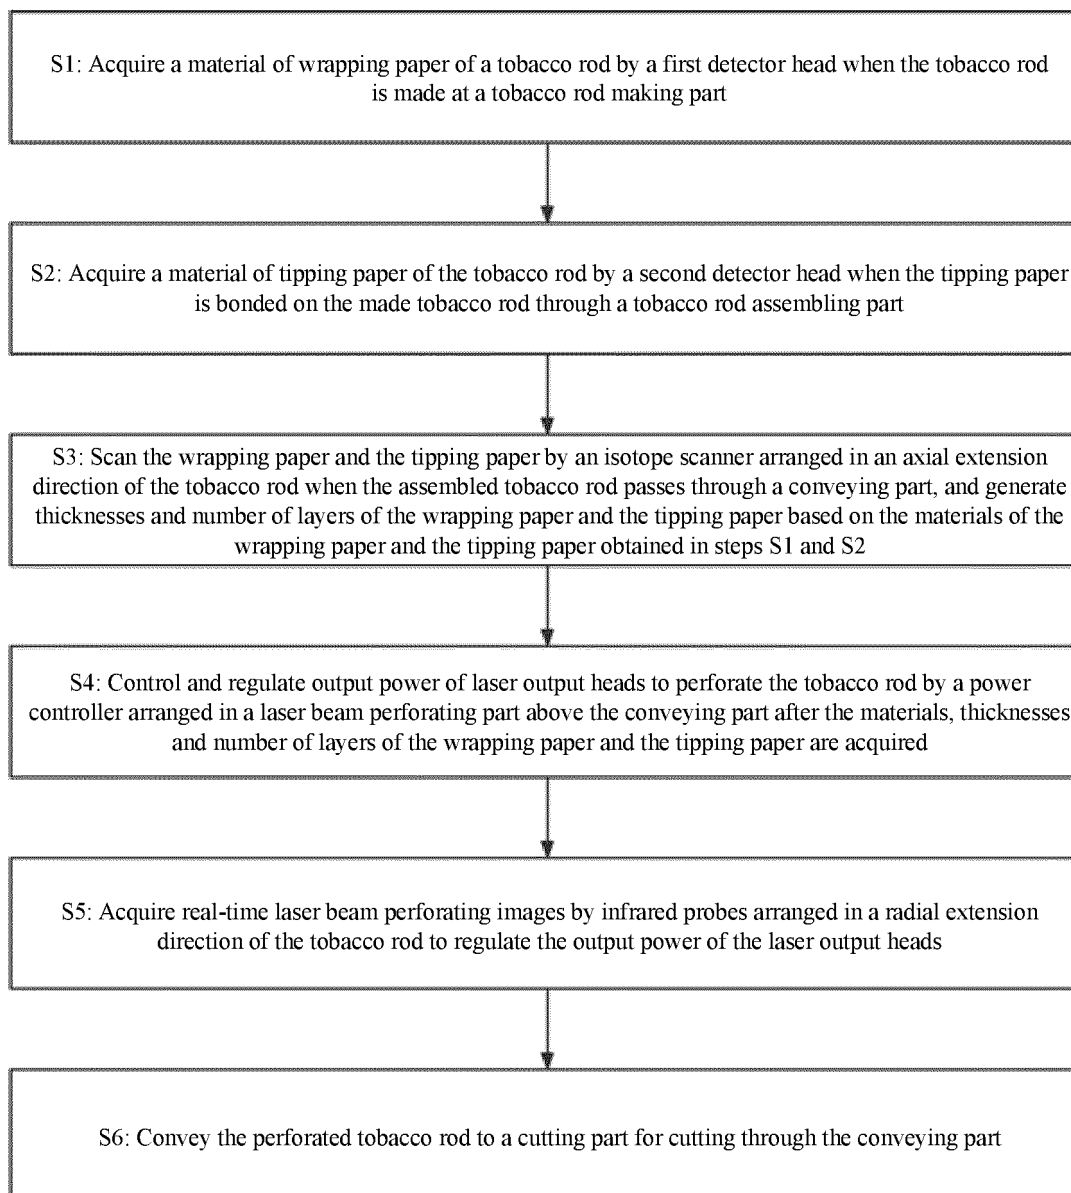 S1: Acquire a material of wrapping paper of a tobacco rod by a first detector head when the tobacco rod
is made at a tobacco rod making part
S2: Acquire a material of tipping paper of the tobacco rod by a second detector head when the tipping paper
is bonded on the made tobacco rod through a tobacco rod assembling part
S3: Scan the wrapping paper and the tipping paper by an isotope scanner arranged in an axial extension
direction of the tobacco rod when the assembled tobacco rod passes through a conveying part, and generate
thicknesses and number of layers of the wrapping paper and the tipping paper based on the materials of the
wrapping paper and the tipping paper obtained in steps S1 and S2
S4: Control and regulate output power of laser output heads to perforate the tobacco rod by a power
controller arranged in a laser beam perforating part above the conveying part after the materials, thicknesses
and number of layers of the wrapping paper and the tipping paper are acquired
S5: Acquire real-time laser beam perforating images by infrared probes arranged in a radial extension
direction of the tobacco rod to regulate the output power of the laser output heads
S6: Convey the perforated tobacco rod to a cutting part for cutting through the conveying part